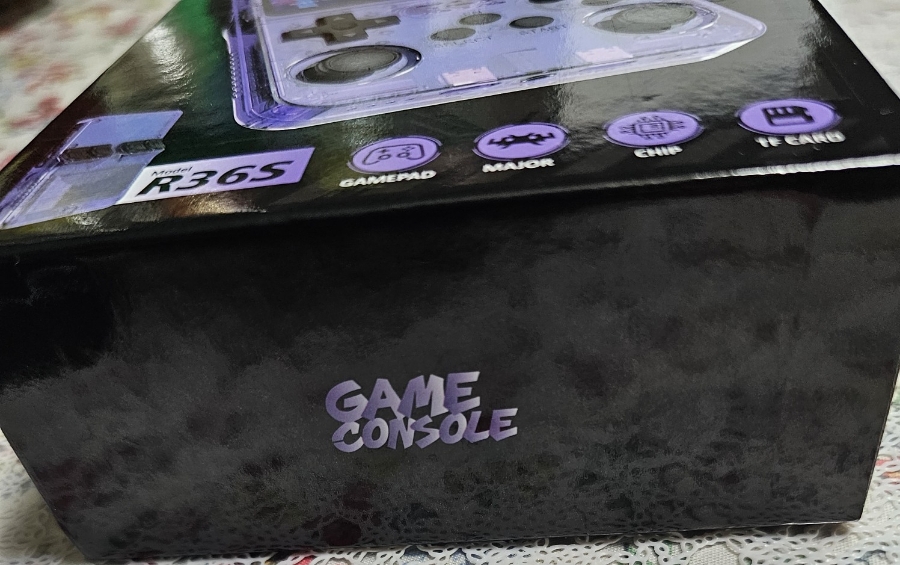 Model
R36S
GAMEPAD
MAJOR
CHIP
TF CARD
GAME
CONSOLE